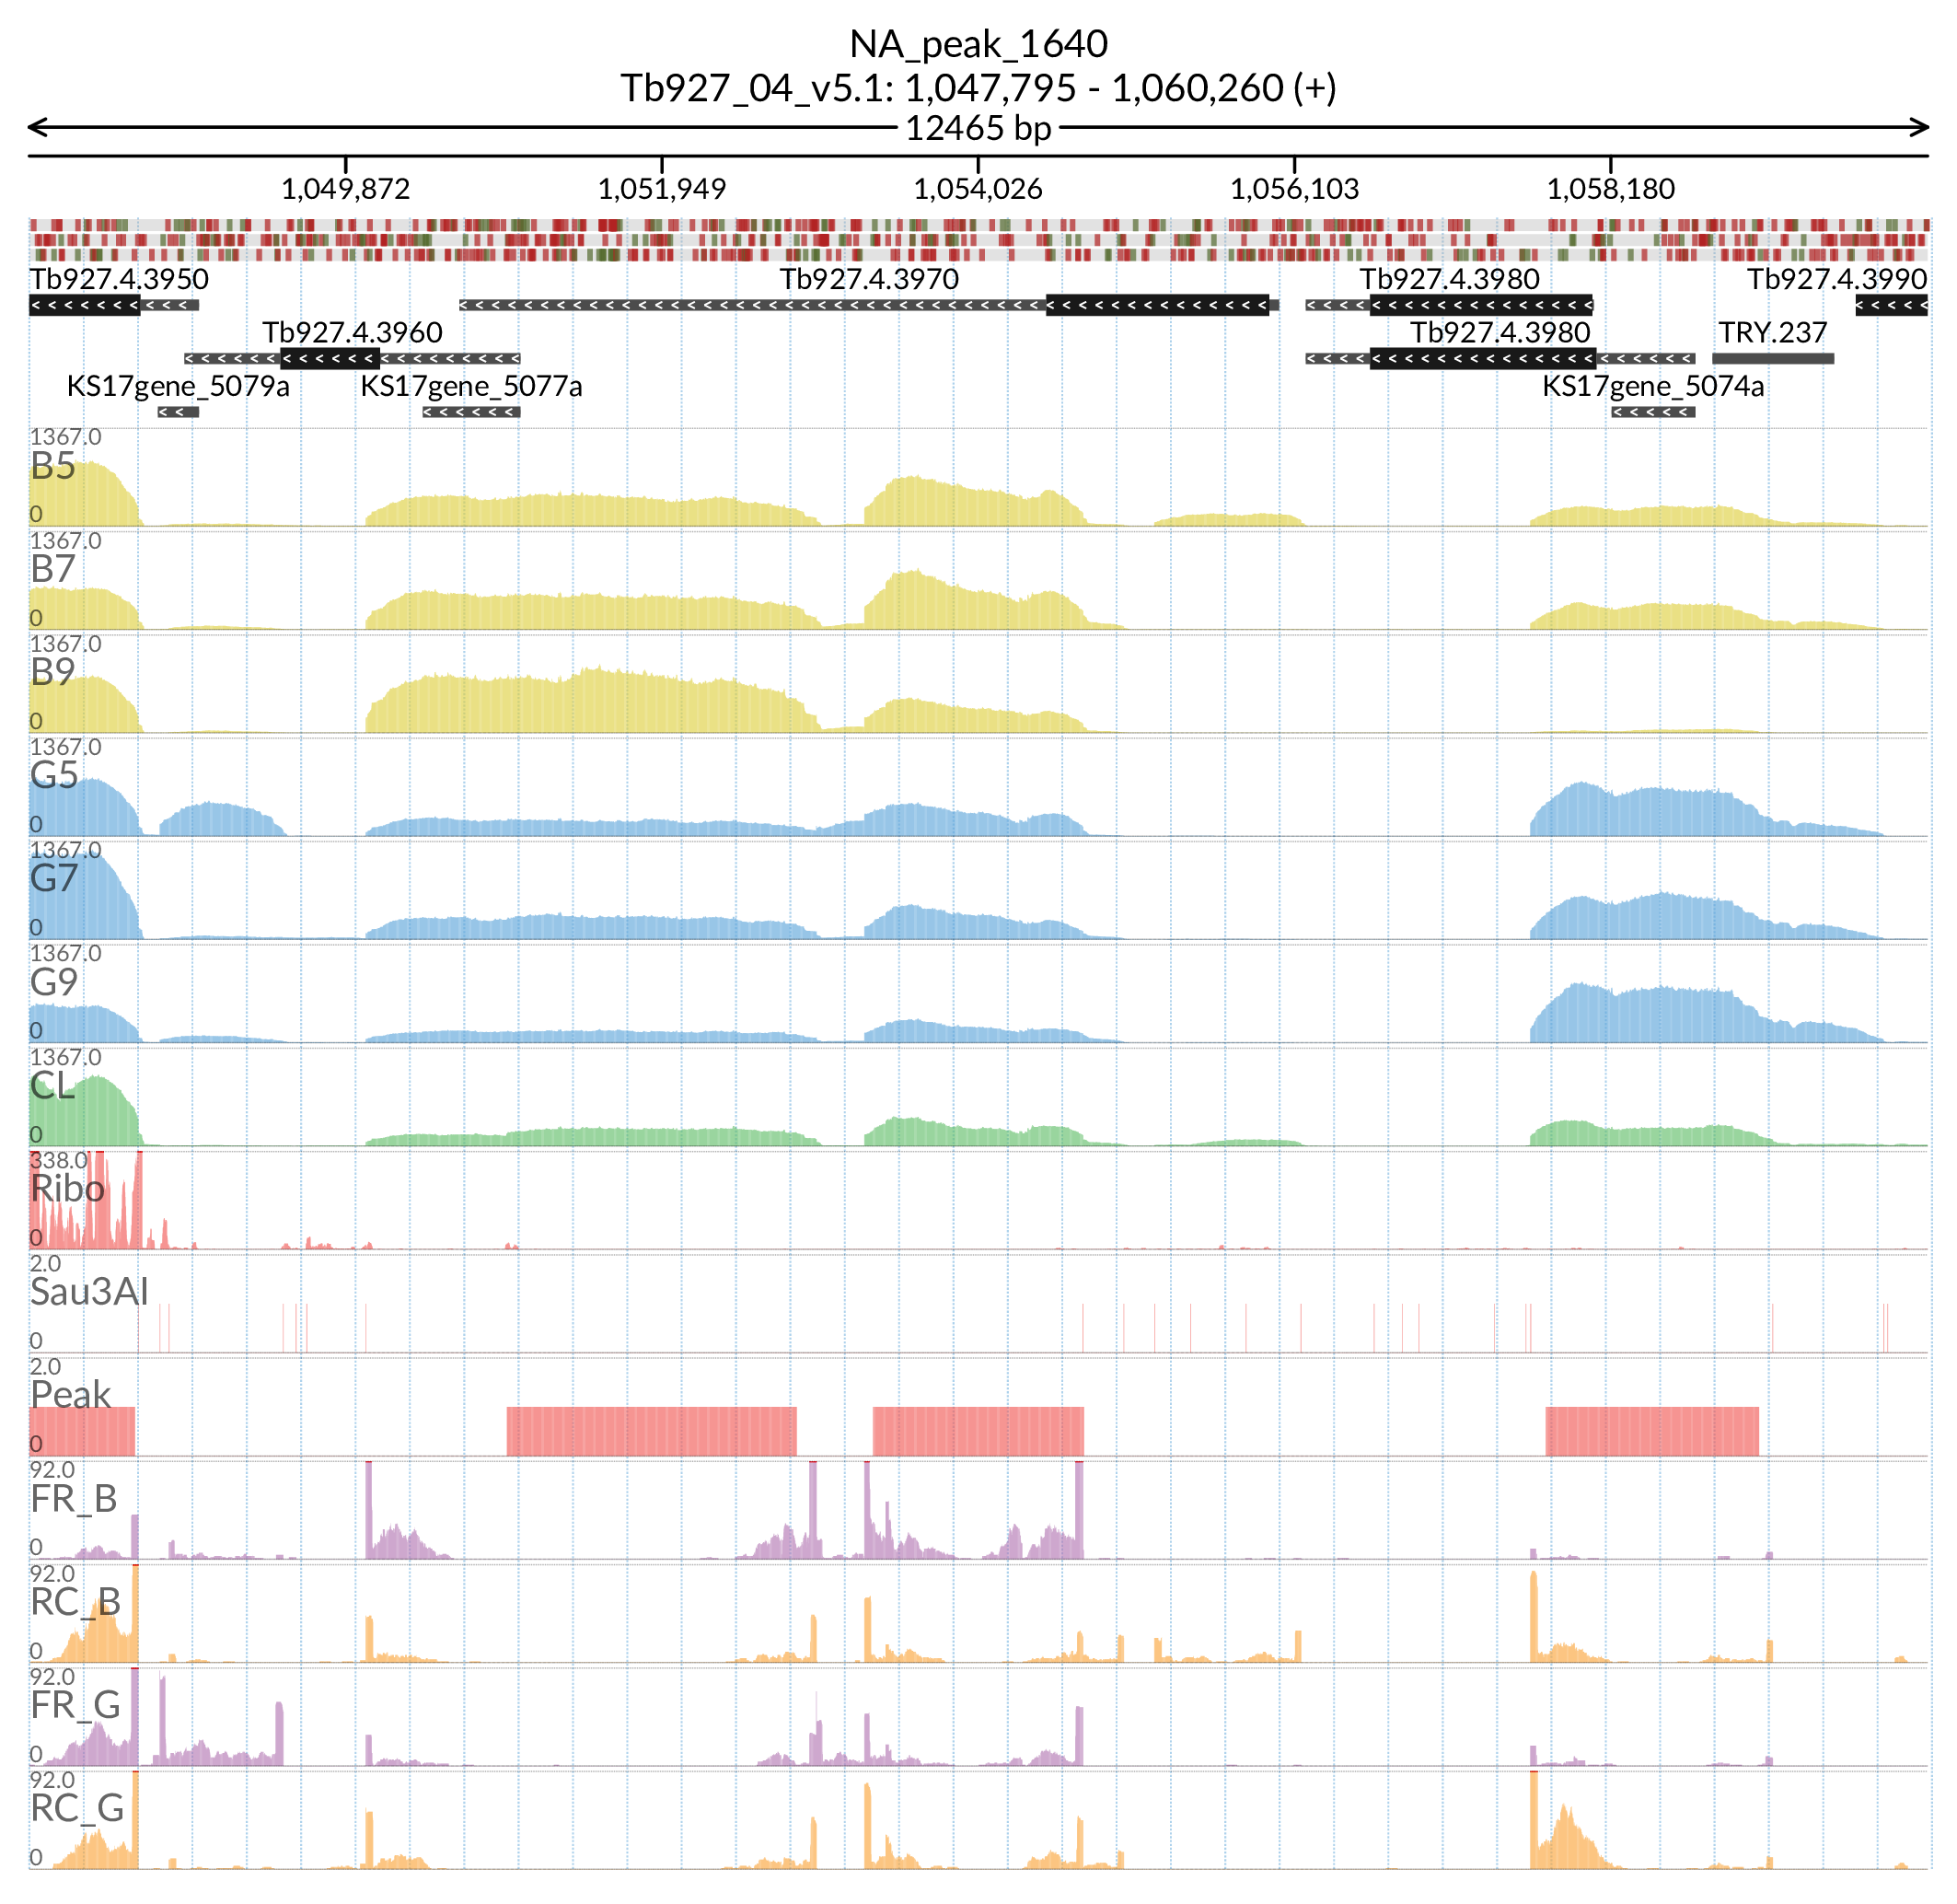 NA_peak_1640
Tb927_04_v5.1: 1,047,795 - 1,060,260 (+)
12465 bp
1,049,872 1,051,949 1,054,026 1,056,103 1,058,180
Tb927.4.3950 Tb927.4.3970 Tb927.4.3980 Tb927.4.3990
Tb927.4.3960 Tb927.4.3980 TRY.237
KS17gene_5079a KS17gene_5077a KS17gene_5074a
1367.0
B5
0
1367.0
B7
0
1367.0
B9
0
1367.0
G5
0
1367.0
G7
0
1367.0
G9
0
1367.0
CL
0
338.0
Ribo
0
2.0
Sau3AI
0
2.0
Peak
0
92.0
FR_B
0
92.0
RC_B
0
92.0
FR_G
0
92.0
RC_G
0